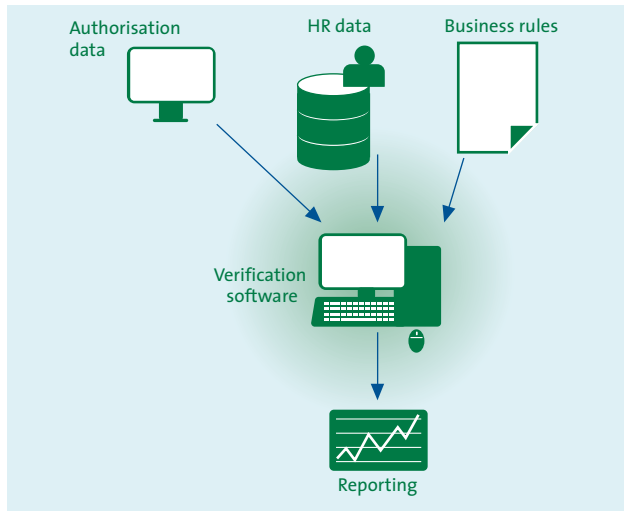 Authorisation
data
HR data
Business rules
Verification
software
Reporting